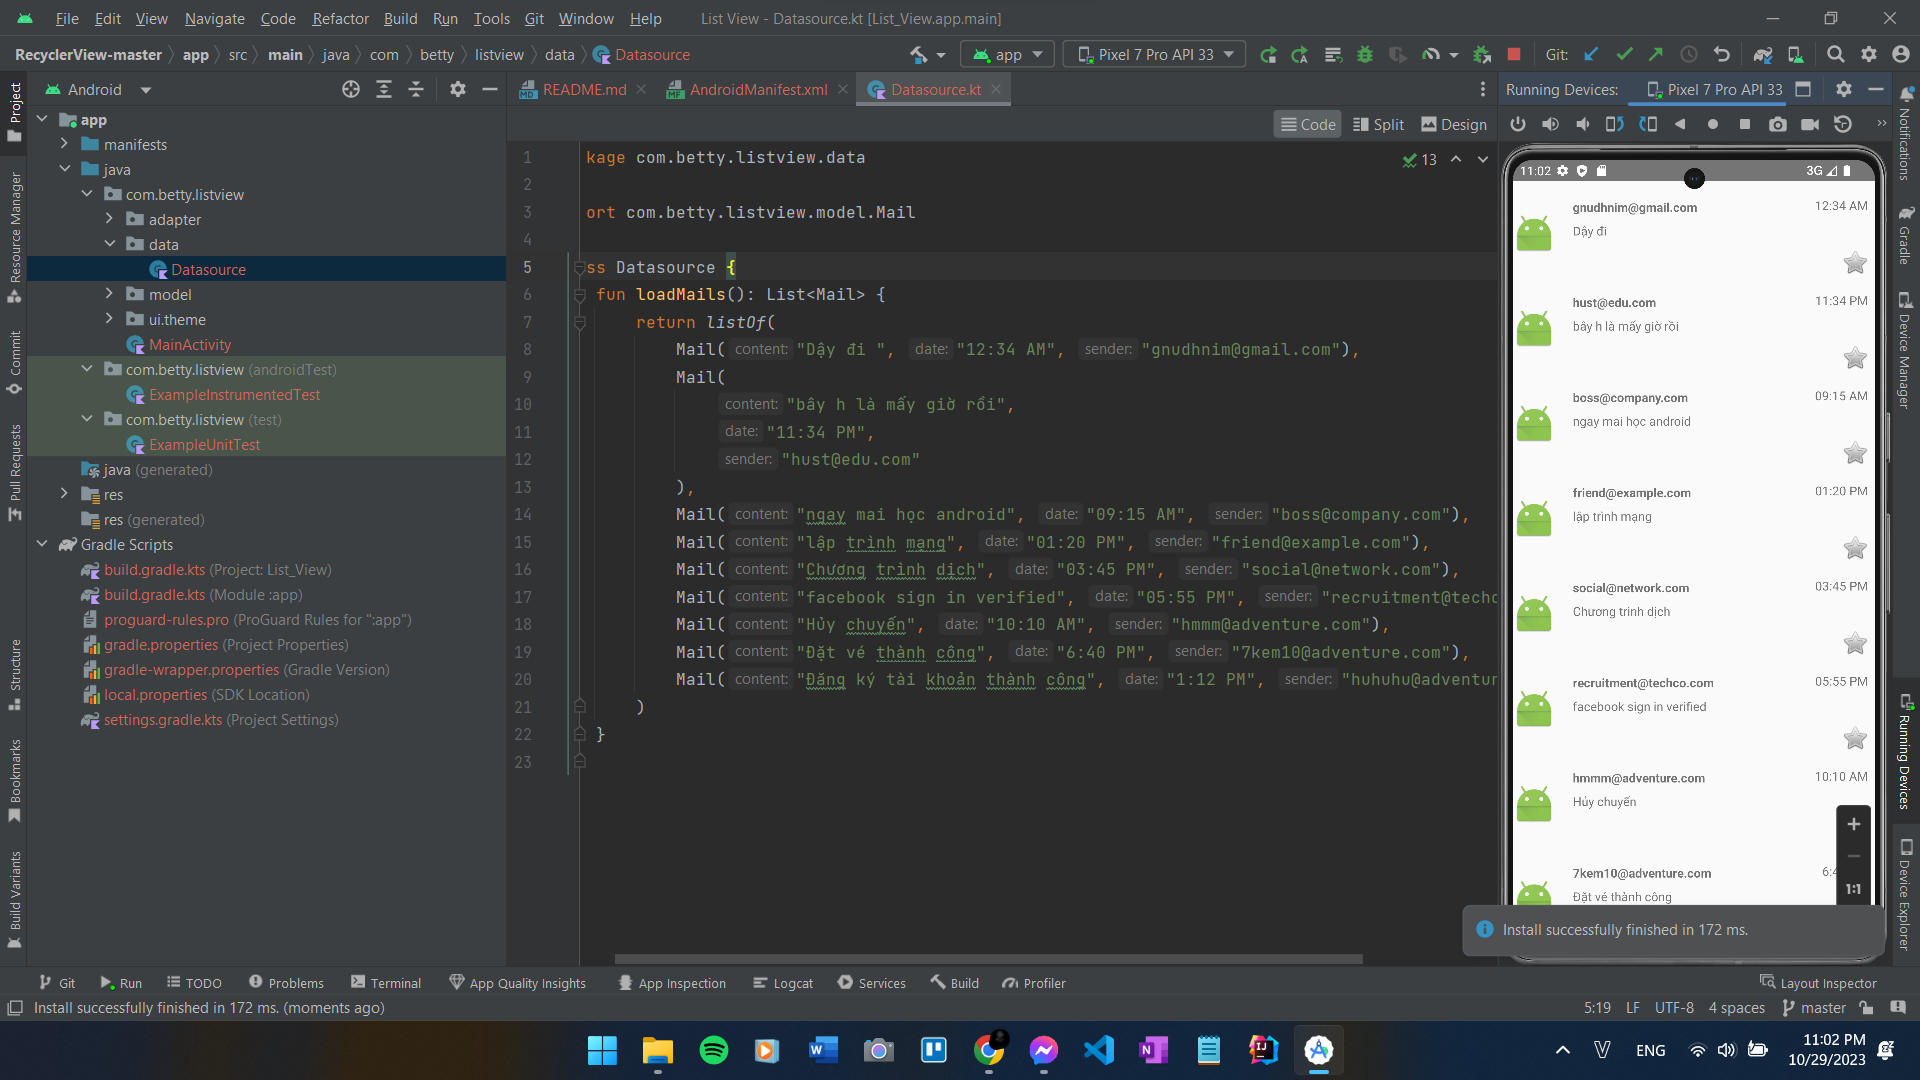 File Edit View Navigate Code Refactor Build Run Tools Git Window Help List View - Datasource.kt [List_View.app.main]
RecyclerView-master app src main java com betty listview data Datasource app Pixel 7 Pro API 33 Git:
Project
Resource Manager
Commit
Pull Requests
Structure
Bookmarks
Build Variants
Android
app
manifests
java
com.betty.listview
adapter
data
Datasource
model
ui.theme
MainActivity
com.betty.listview (androidTest)
ExampleInstrumentedTest
com.betty.listview (test)
ExampleUnitTest
java (generated)
res
res (generated)
Gradle Scripts
build.gradle.kts (Project: List_View)
build.gradle.kts (Module :app)
proguard-rules.pro (ProGuard Rules for ":app")
gradle.properties (Project Properties)
gradle-wrapper.properties (Gradle Version)
local.properties (SDK Location)
settings.gradle.kts (Project Settings)
README.md AndroidManifest.xml Datasource.kt
Code Split Design
13
1 kage com.betty.listview.data
2
3 ort com.betty.listview.model.Mail
4
5 ss Datasource {
6 fun loadMails(): List<Mail> {
7 return listOf(
8 Mail( content: "Dậy đi ", date: "12:34 AM", sender: "gnudhnim@gmail.com"),
9 Mail(
10 content: "bây h là mấy giờ rồi",
11 date: "11:34 PM",
12 sender: "hust@edu.com"
13 ),
14 Mail( content: "ngay mai học android", date: "09:15 AM", sender: "boss@company.com"),
15 Mail( content: "lập trình mạng", date: "01:20 PM", sender: "friend@example.com"),
16 Mail( content: "Chương trình dịch", date: "03:45 PM", sender: "social@network.com"),
17 Mail( content: "facebook sign in verified", date: "05:55 PM", sender: "recruitment@techc
18 Mail( content: "Hủy chuyến", date: "10:10 AM", sender: "hmmm@adventure.com"),
19 Mail( content: "Đặt vé thành công", date: "6:40 PM", sender: "7kem10@adventure.com"),
20 Mail( content: "Đăng ký tài khoản thành công", date: "1:12 PM", sender: "huhuhu@adventur
21 )
22 }
23
Running Devices: Pixel 7 Pro API 33
11:02 3G
gnudhnim@gmail.com 12:34 AM
Dậy đi
hust@edu.com 11:34 PM
bây h là mấy giờ rồi
boss@company.com 09:15 AM
ngay mai học android
friend@example.com 01:20 PM
lập trình mạng
social@network.com 03:45 PM
Chương trình dịch
recruitment@techco.com 05:55 PM
facebook sign in verified
hmmm@adventure.com 10:10 AM
Hủy chuyến
7kem10@adventure.com 6:4
Đặt vé thành công
1:1
Install successfully finished in 172 ms.
Notifications
Gradle
Device Manager
Running Devices
Device Explorer
Git Run TODO Problems Terminal App Quality Insights App Inspection Logcat Services Build Profiler Layout Inspector
Install successfully finished in 172 ms. (moments ago) 5:19 LF UTF-8 4 spaces master
ENG 11:02 PM
10/29/2023